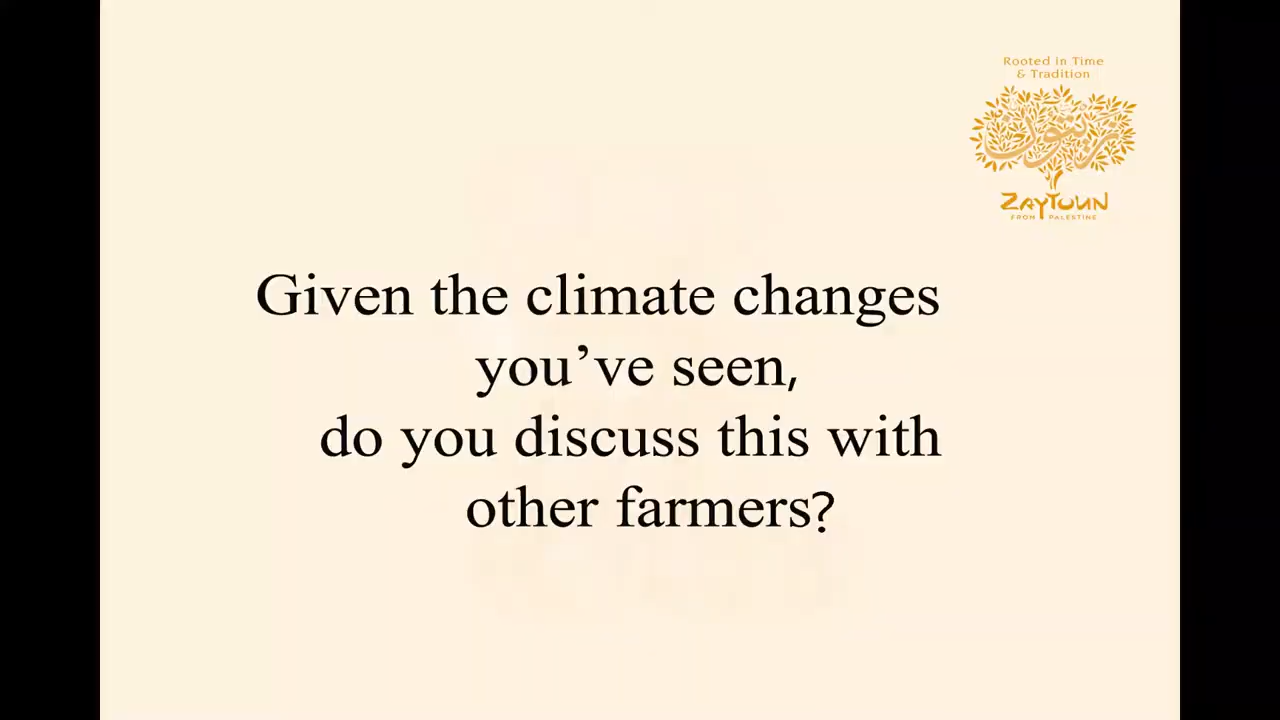 Rooted in Time
& Tradition
زيتون
ZAYTOUN
FROM PALESTINE
Given the climate changes
you’ve seen,
do you discuss this with
other farmers?